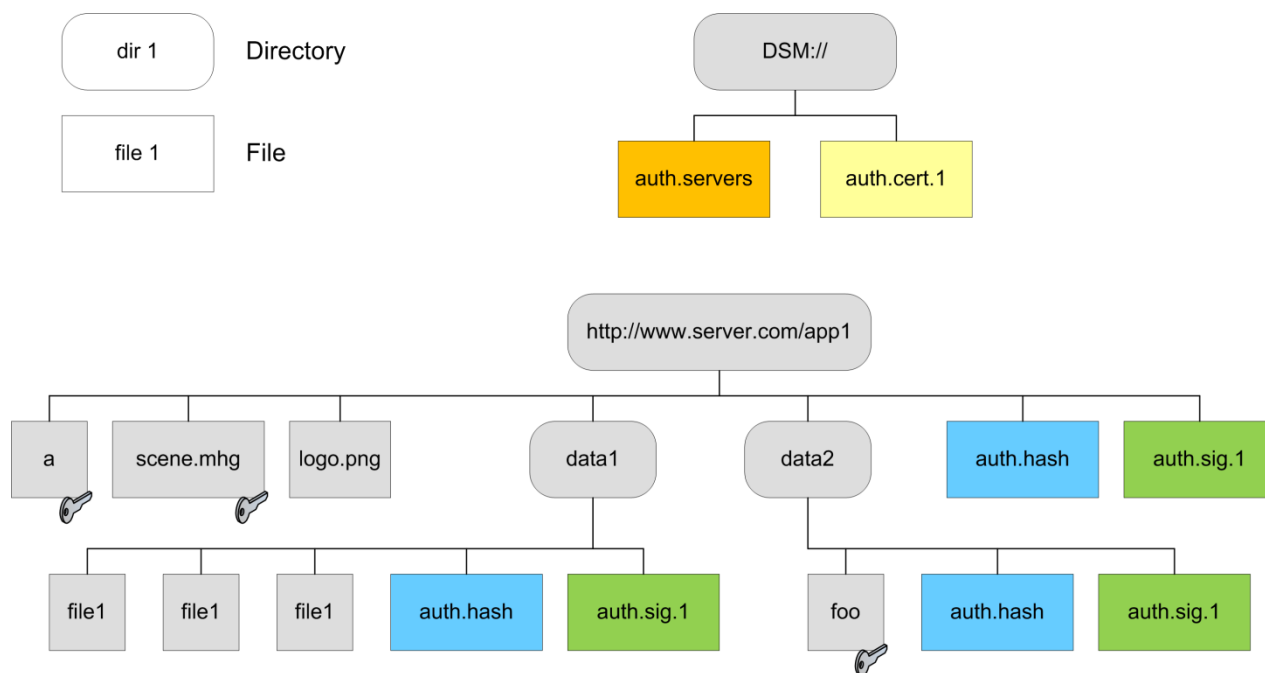 dir 1
Directory
DSM://
file 1
File
auth.servers
auth.cert.1
http://www.server.com/app1
a
scene.mhg
logo.png
data1
data2
auth.hash
auth.sig.1
file1
file1
file1
auth.hash
auth.sig.1
foo
auth.hash
auth.sig.1